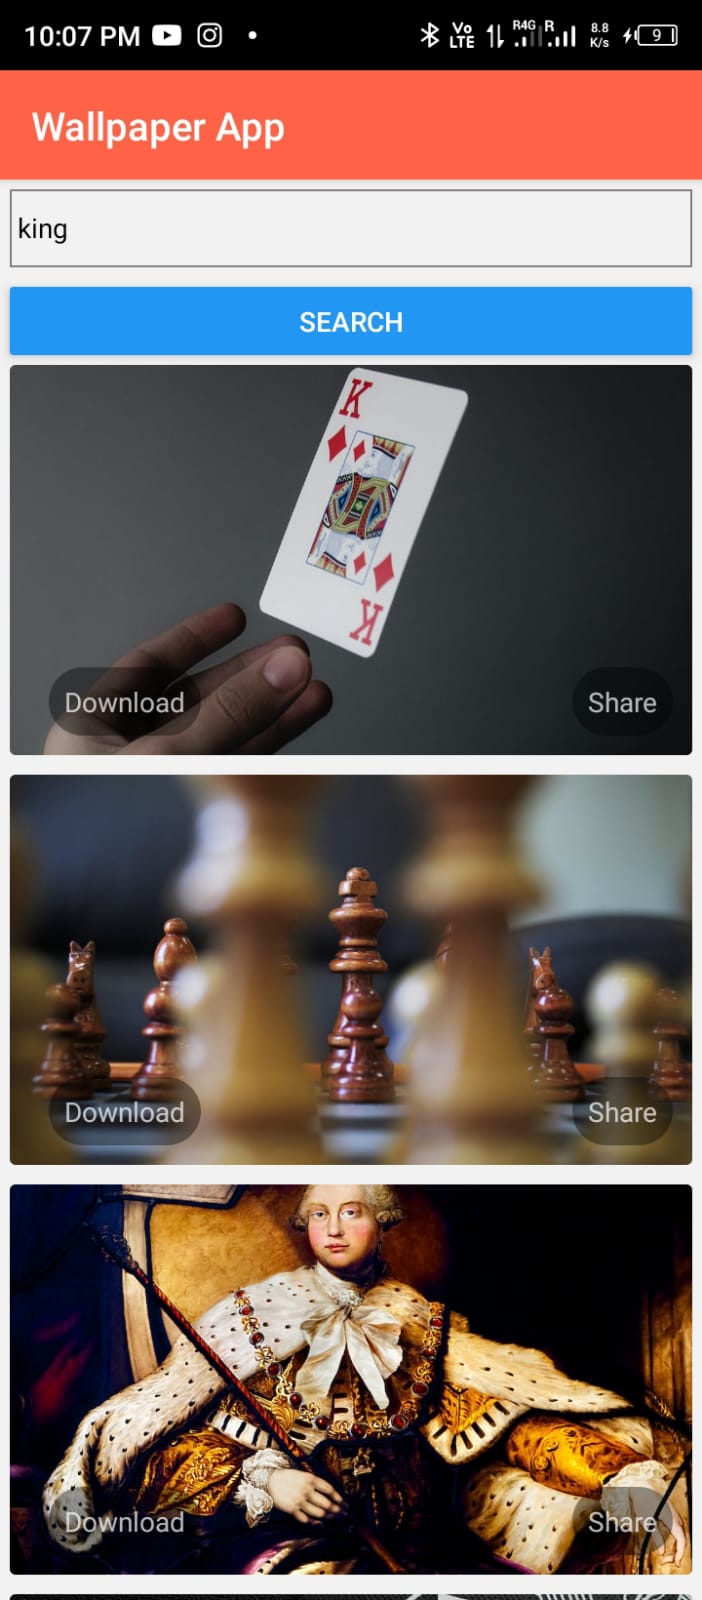 10:07 PM
Vo LTE R4G R 8.8 K/s 9
Wallpaper App
king
SEARCH
K
K
Download Share
Download Share
Download Share